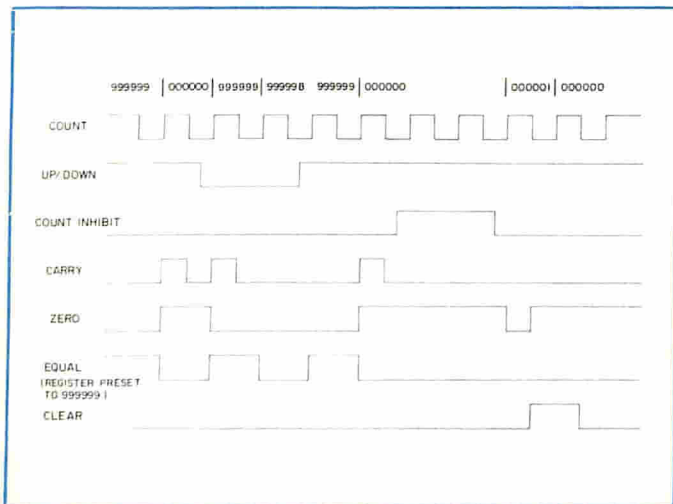 999999 | 000000 | 999999 | 999998 999999 | 000000 | 000001 | 000000
COUNT
UP/DOWN
COUNT INHIBIT
CARRY
ZERO
EQUAL
(REGISTER PRESET
TO 999999)
CLEAR